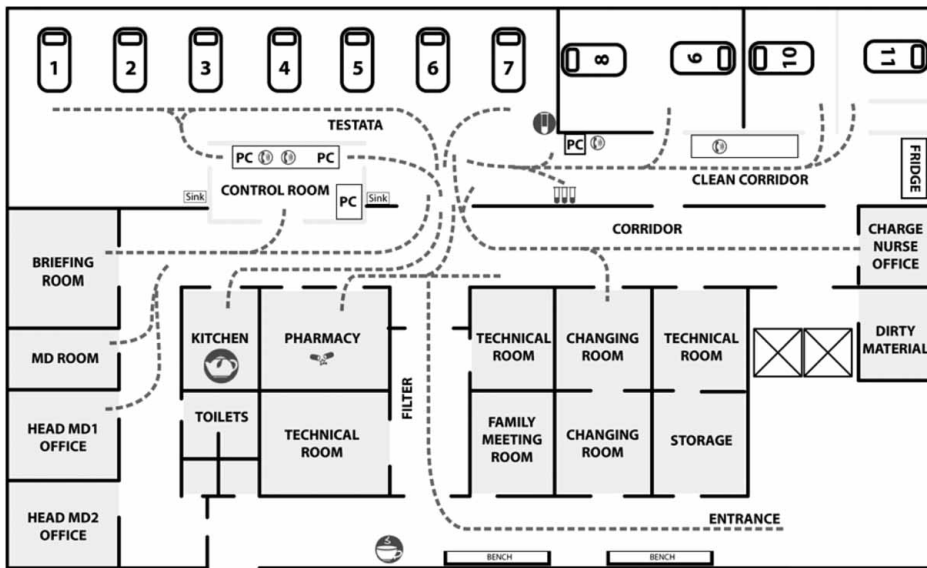 1 2 3 4 5 6 7 8 9 10 11
TESTATA
PC PC PC
CONTROL ROOM
CLEAN CORRIDOR
FRIDGE
Sink PC Sink
CORRIDOR
CHARGE
NURSE
OFFICE
BRIEFING
ROOM
KITCHEN
PHARMACY
TECHNICAL
ROOM
CHANGING
ROOM
TECHNICAL
ROOM
DIRTY
MATERIAL
MD ROOM
FILTER
TOILETS
HEAD MD1
OFFICE
TECHNICAL
ROOM
FAMILY
MEETING
ROOM
CHANGING
ROOM
STORAGE
HEAD MD2
OFFICE
ENTRANCE
BENCH BENCH